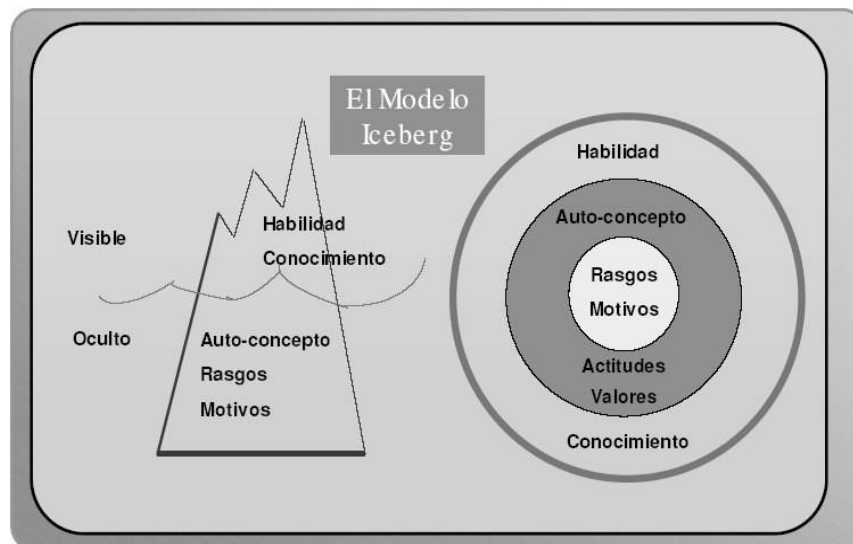 El Modelo
Iceberg
Visible
Habilidad
Conocimiento
Oculto
Auto-concepto
Rasgos
Motivos
Habilidad
Auto-concepto
Rasgos
Motivos
Actitudes
Valores
Conocimiento